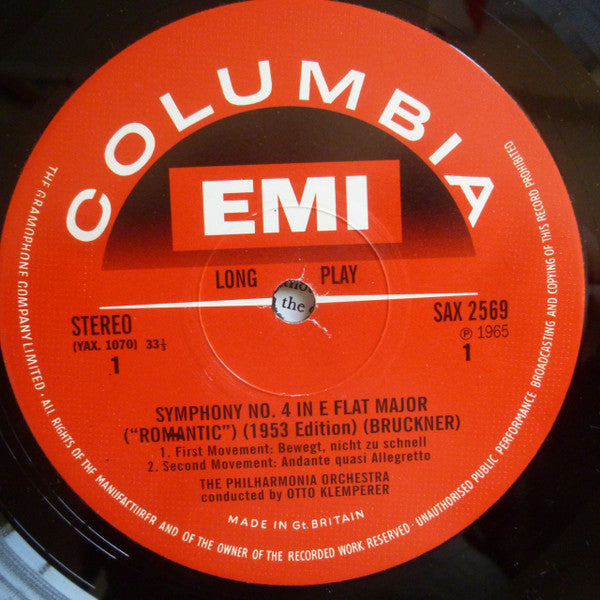 COLUMBIA
EMI
LONG PLAY
the
STEREO
(YAX. 1070) 33⅓
1
SAX 2569
Ⓟ 1965
1
SYMPHONY NO. 4 IN E FLAT MAJOR
("ROMANTIC") (1953 Edition) (BRUCKNER)
1. First Movement: Bewegt, nicht zu schnell
2. Second Movement: Andante quasi Allegretto
THE PHILHARMONIA ORCHESTRA
conducted by OTTO KLEMPERER
MADE IN Gt. BRITAIN
THE GRAMOPHONE COMPANY LIMITED · ALL RIGHTS OF THE MANUFACTURER AND OF THE OWNER OF THE RECORDED WORK RESERVED · UNAUTHORISED PUBLIC PERFORMANCE BROADCASTING AND COPYING OF THIS RECORD PROHIBITED